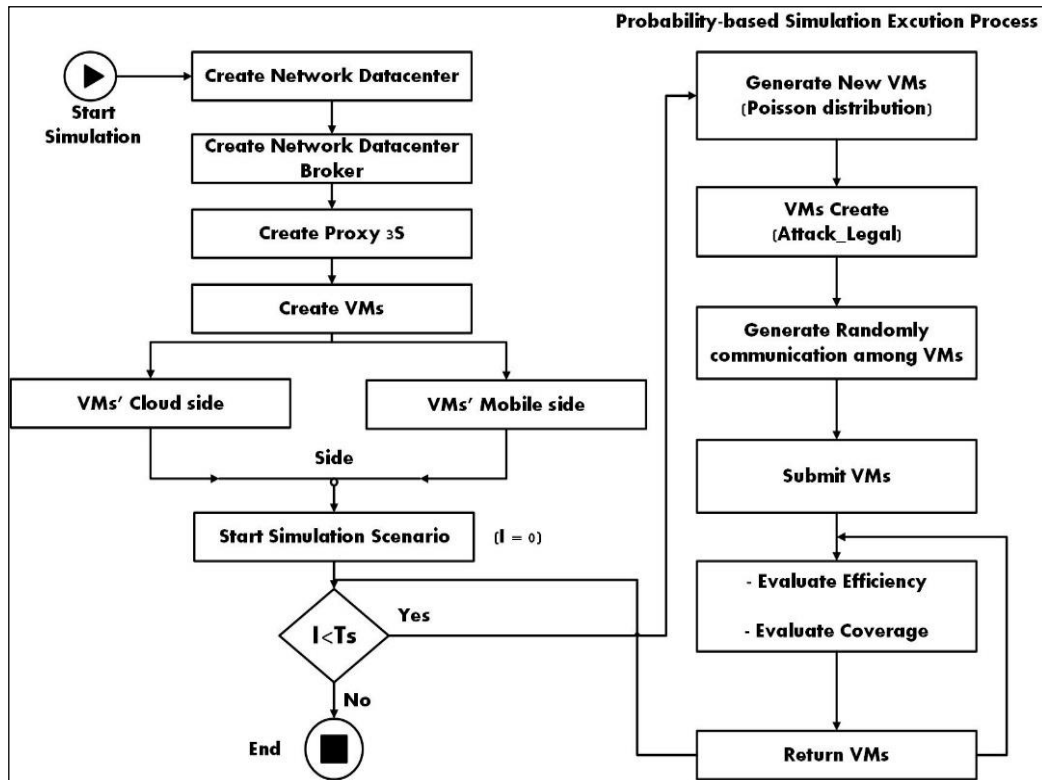 Probability-based Simulation Excution Process
Start
Simulation
Create Network Datacenter
Create Network Datacenter
Broker
Create Proxy 3S
Create VMs
VMs' Cloud side
VMs' Mobile side
Side
Start Simulation Scenario
(I = 0)
I<Ts
Yes
No
End
Generate New VMs
(Poisson distribution)
VMs Create
(Attack_Legal)
Generate Randomly
communication among VMs
Submit VMs
- Evaluate Efficiency
- Evaluate Coverage
Return VMs